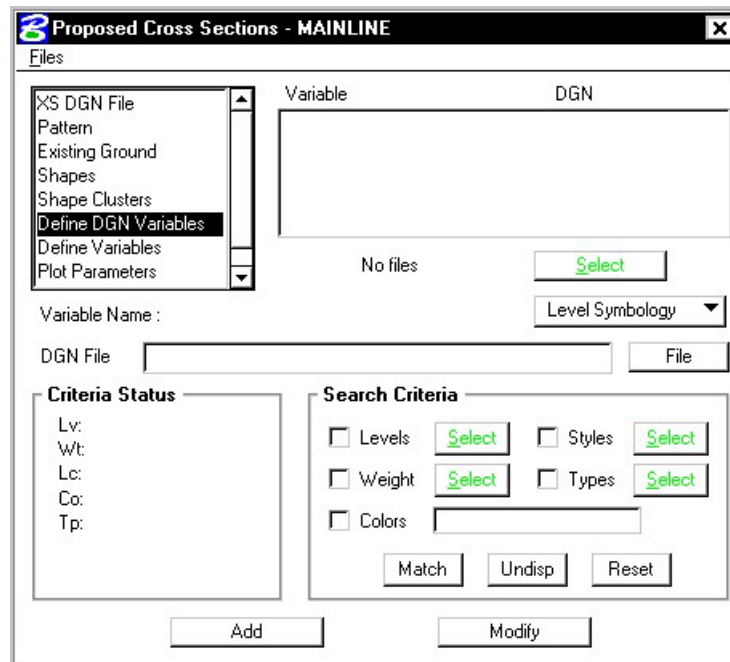 Proposed Cross Sections - MAINLINE
Files
XS DGN File
Pattern
Existing Ground
Shapes
Shape Clusters
Define DGN Variables
Define Variables
Plot Parameters
Variable DGN
No files Select
Variable Name : Level Symbology
DGN File File
Criteria Status
Lv:
Wt:
Lc:
Co:
Tp:
Search Criteria
Levels Select Styles Select
Weight Select Types Select
Colors
Match Undisp Reset
Add Modify